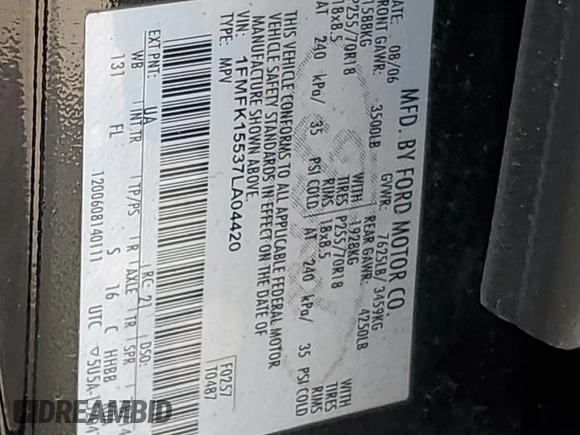 MFD. BY FORD MOTOR CO.
DATE: 08/06 GVWR: 7625LB/ 3459KG
FRONT GAWR: 3500LB REAR GAWR: 4250LB
1588KG WITH 1928KG WITH
P255/70R18 TIRES P255/70R18 TIRES
18x8.5 RIMS 18x8.5 RIMS
AT 240 kPa/ 35 PSI COLD AT 240 kPa/ 35 PSI COLD
THIS VEHICLE CONFORMS TO ALL APPLICABLE FEDERAL MOTOR
VEHICLE SAFETY STANDARDS IN EFFECT ON THE DATE OF
MANUFACTURE SHOWN ABOVE.
VIN: 1FMFK15537LA04420
TYPE: MPV
F0257
T0487
EXT PNT: UA RC: 21 DSO:
WB INT TR TP/PS R AXLE TR SPR
131 FL S 16 C HHBB
1200608140111 UTC ▽5U5A-
DREAMBID